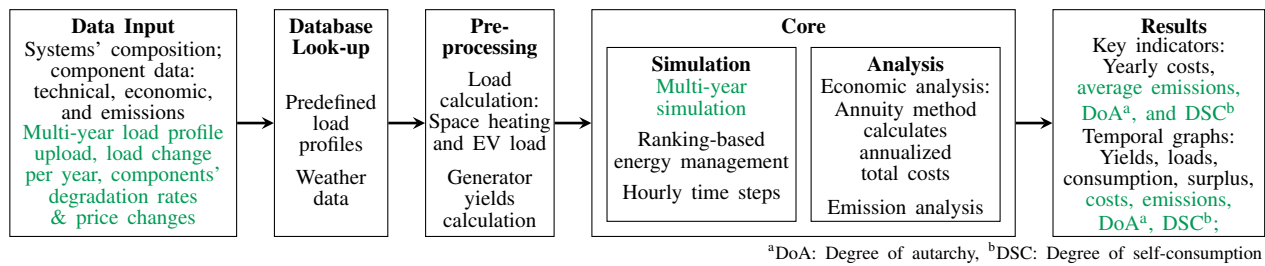 Data Input
Systems' composition;
component data:
technical, economic,
and emissions
Multi-year load profile
upload, load change
per year, components'
degradation rates
& price changes
Database
Look-up
Predefined
load
profiles
Weather
data
Pre-
processing
Load
calculation:
Space heating
and EV load
Generator
yields
calculation
Core
Simulation
Multi-year
simulation
Ranking-based
energy management
Hourly time steps
Analysis
Economic analysis:
Annuity method
calculates
annualized
total costs
Emission analysis
Results
Key indicators:
Yearly costs,
average emissions,
DoAᵃ, and DSCᵇ
Temporal graphs:
Yields, loads,
consumption, surplus,
costs, emissions,
DoAᵃ, DSCᵇ;
ᵃDoA: Degree of autarchy, ᵇDSC: Degree of self-consumption